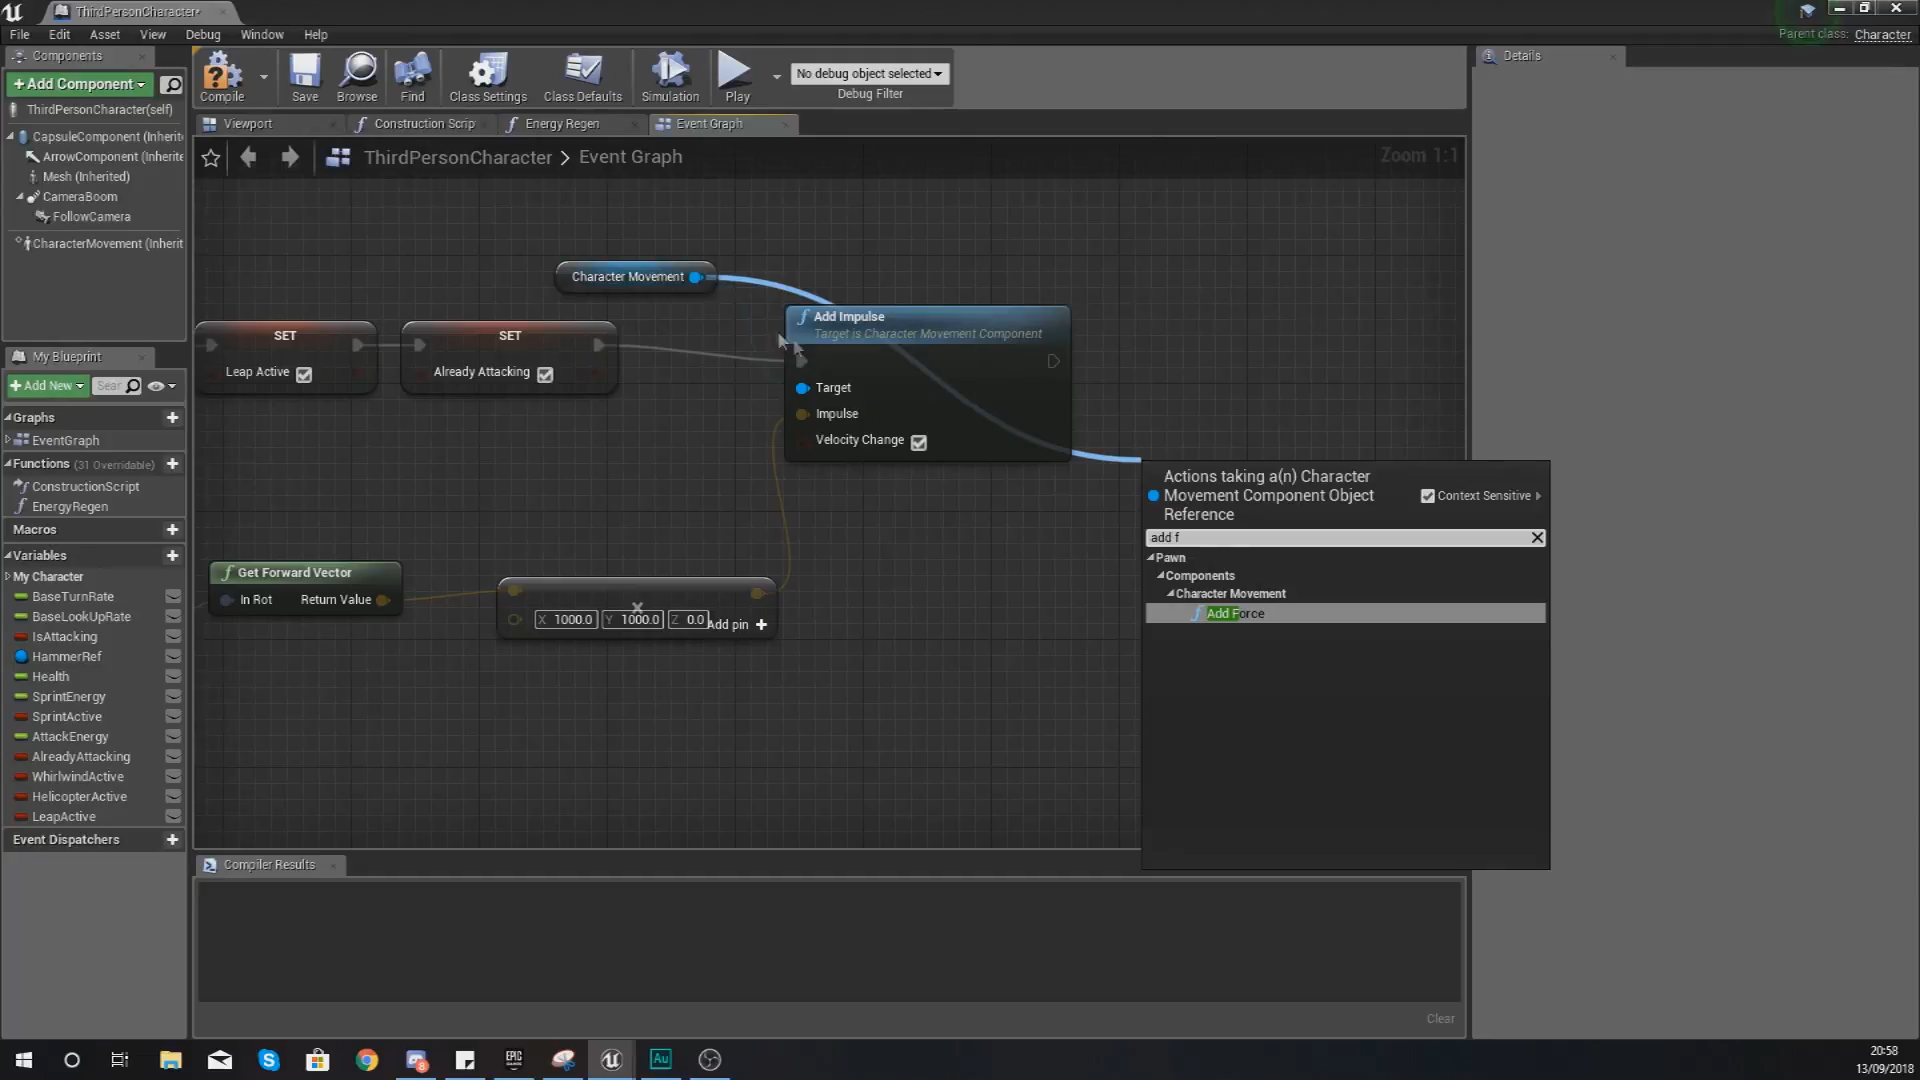 ThirdPersonCharacter*
File Edit Asset View Debug Window Help
Parent class: Character
Components
+Add Component
ThirdPersonCharacter(self)
CapsuleComponent (Inherite
ArrowComponent (Inherite
Mesh (Inherited)
CameraBoom
FollowCamera
CharacterMovement (Inherit
Compile
Save
Browse
Find
Class Settings
Class Defaults
Simulation
Play
No debug object selected
Debug Filter
Details
Viewport
Construction Scrip
Energy Regen
Event Graph
ThirdPersonCharacter > Event Graph
Zoom 1:1
Character Movement
SET
Leap Active
SET
Already Attacking
Add Impulse
Target is Character Movement Component
Target
Impulse
Velocity Change
Get Forward Vector
In Rot Return Value
X 1000.0 Y 1000.0 Z 0.0 Add pin +
Actions taking a(n) Character
Movement Component Object
Reference
Context Sensitive
add f
Pawn
Components
Character Movement
Add Force
My Blueprint
+Add New
Sear
Graphs
EventGraph
Functions (31 Overridable)
ConstructionScript
EnergyRegen
Macros
Variables
My Character
BaseTurnRate
BaseLookUpRate
IsAttacking
HammerRef
Health
SprintEnergy
SprintActive
AttackEnergy
AlreadyAttacking
WhirlwindActive
HelicopterActive
LeapActive
Event Dispatchers
Compiler Results
Clear
EPIC
Au
20:58
13/09/2018